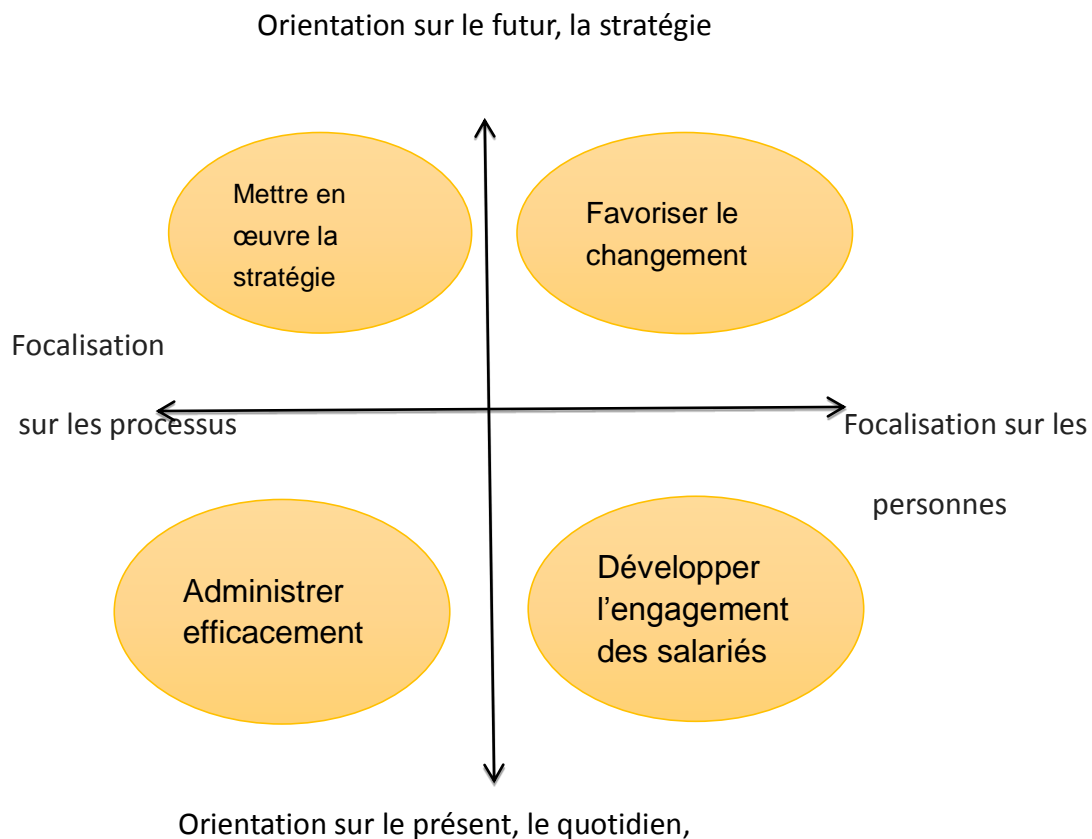 Orientation sur le futur, la stratégie
Mettre en
œuvre la
stratégie
Favoriser le
changement
Focalisation
sur les processus
Focalisation sur les
personnes
Administrer
efficacement
Développer
l’engagement
des salariés
Orientation sur le présent, le quotidien,